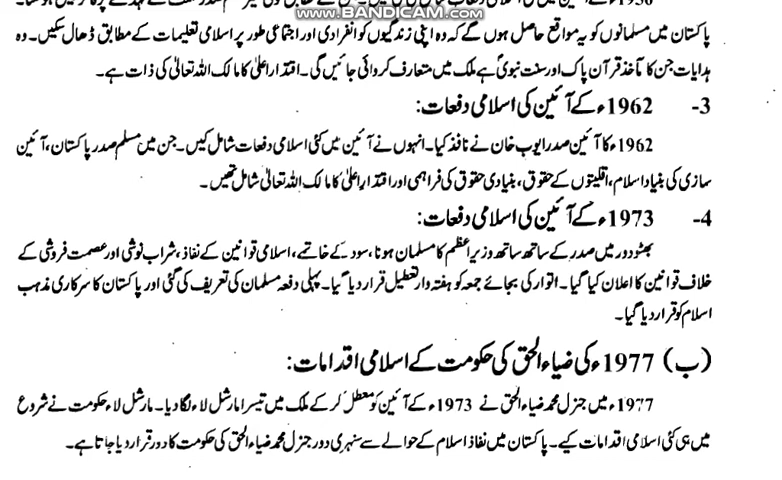 www.BANDICAM.com
پاکستان میں مسلمانوں کو یہ مواقع حاصل ہوں گے کہ وہ اپنی زندگیوں کو انفرادی اور اجتماعی طور پر اسلامی تعلیمات کے مطابق ڈھال سکیں۔ وہ
ہدایات جن کا مآخذ قرآن پاک اور سنت نبویؐ ہے ملک میں متعارف کروائی جائیں گی۔ اقتدار اعلیٰ کا مالک اللہ تعالیٰ کی ذات ہے۔
3- 1962ء کے آئین کی اسلامی دفعات:
1962ء کا آئین صدر ایوب خان نے نافذ کیا۔ انہوں نے آئین میں کئی اسلامی دفعات شامل کیں۔ جن میں مسلم صدر پاکستان، آئین
سازی کی بنیاد اسلام، اقلیتوں کے حقوق، بنیادی حقوق کی فراہمی اور اقتدار اعلیٰ کا مالک اللہ تعالیٰ شامل تھیں۔
4- 1973ء کے آئین کی اسلامی دفعات:
بھٹو دور میں صدر کے ساتھ ساتھ وزیراعظم کا مسلمان ہونا، سود کے خاتمے، اسلامی قوانین کے نفاذ، شراب نوشی اور عصمت فروشی کے
خلاف قوانین کا اعلان کیا گیا۔ اتوار کی بجائے جمعہ کو ہفتہ وار تعطیل قرار دیا گیا۔ پہلی دفعہ مسلمان کی تعریف کی گئی اور پاکستان کا سرکاری مذہب
اسلام کو قرار دیا گیا۔
(ب) 1977ء کی ضیاء الحق کی حکومت کے اسلامی اقدامات:
1977ء میں جنرل محمد ضیاء الحق نے 1973ء کے آئین کو معطل کر کے ملک میں تیسرا مارشل لاء لگا دیا۔ مارشل لاء حکومت نے شروع
میں ہی کئی اسلامی اقدامات کیے۔ پاکستان میں نفاذ اسلام کے حوالے سے سنہری دور جنرل محمد ضیاء الحق کی حکومت کا دور قرار دیا جاتا ہے۔